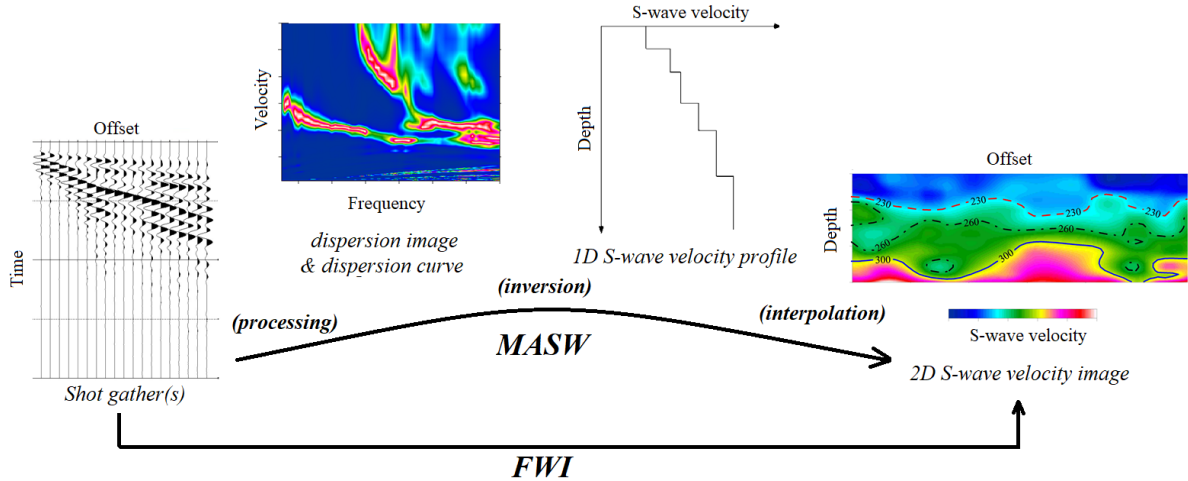 Offset
Time
Shot gather(s)
Velocity
Frequency
dispersion image
& dispersion curve
(processing)
S-wave velocity
Depth
1D S-wave velocity profile
(inversion)
MASW
(interpolation)
Offset
Depth
230
230
230
260
260
260
300
300
S-wave velocity
2D S-wave velocity image
FWI